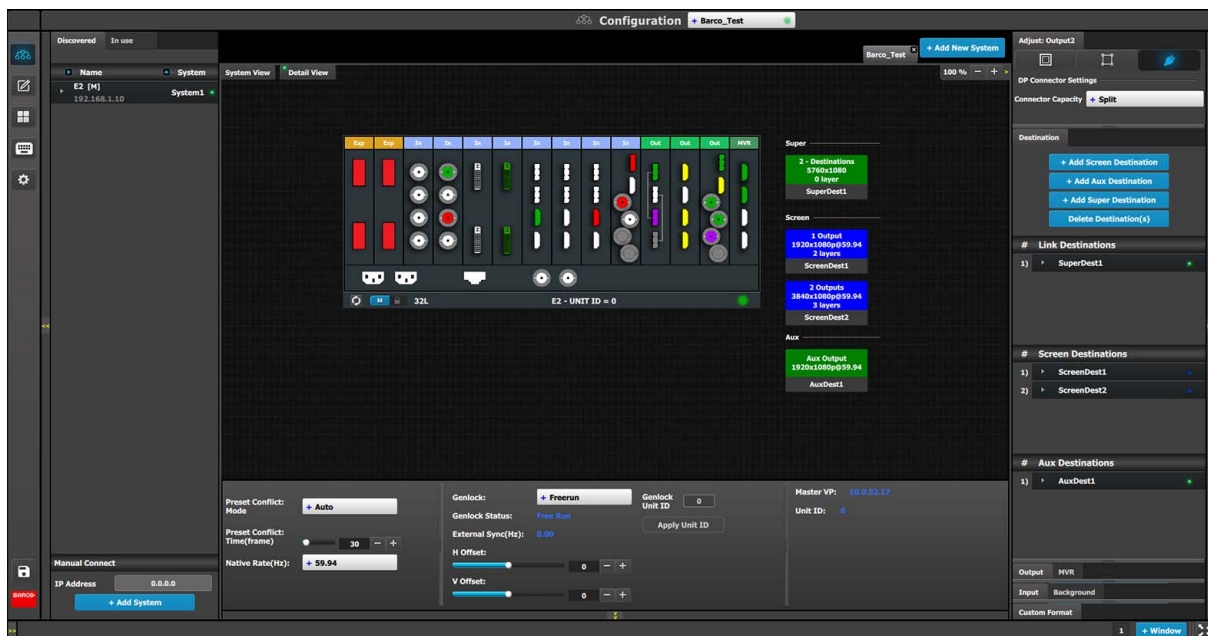 Configuration + Barco_Test
Discovered In use
Name System
E2 [M] System1
192.168.1.10
Manual Connect
IP Address 0.0.0.0
+ Add System
BARCO
System View Detail View
Barco_Test x + Add New System
100 % − + >
Exp Exp In In In In In In In In Out Out Out MVR
M 32L E2 - UNIT ID = 0
Super
2 - Destinations
5760x1080
0 layer
SuperDest1
Screen
1 Output
1920x1080p@59.94
2 layers
ScreenDest1
2 Outputs
3840x1080p@59.94
3 layers
ScreenDest2
Aux
Aux Output
1920x1080p@59.94
AuxDest1
Preset Conflict:
Mode + Auto
Preset Conflict:
Time(frame) 30 − +
Native Rate(Hz): + 59.94
Genlock: + Freerun
Genlock Status: Free Run
External Sync(Hz): 0.00
H Offset:
0 − +
V Offset:
0 − +
Genlock
Unit ID 0
Apply Unit ID
Master VP: 10.0.52.17
Unit ID: 0
Adjust: Output2
DP Connector Settings
Connector Capacity + Split
Destination
+ Add Screen Destination
+ Add Aux Destination
+ Add Super Destination
Delete Destination(s)
# Link Destinations
1) SuperDest1
# Screen Destinations
1) ScreenDest1
2) ScreenDest2
# Aux Destinations
1) AuxDest1
Output MVR
Input Background
Custom Format
<<
>>
1 + Window